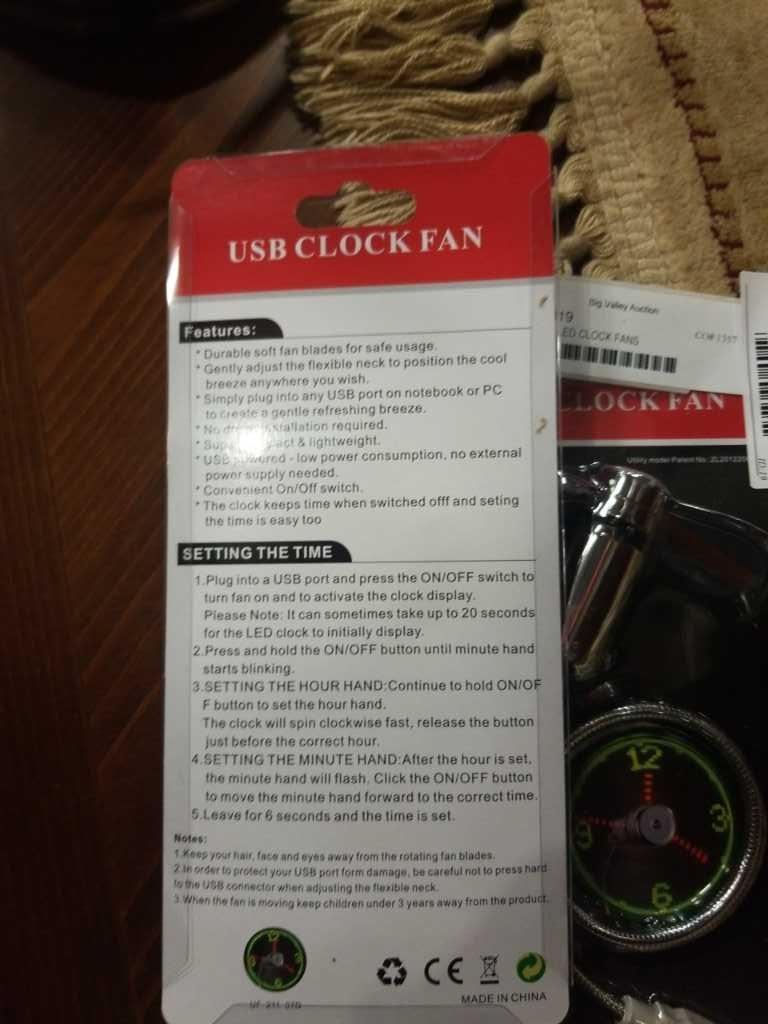 USB CLOCK FAN
Features:
* Durable soft fan blades for safe usage.
* Gently adjust the flexible neck to position the cool
breeze anywhere you wish.
* Simply plug into any USB port on notebook or PC
to create a gentle refreshing breeze.
* No installation required.
* & lightweight.
* USB powered - low power consumption, no external
power supply needed.
* Convenient On/Off switch.
* The clock keeps time when switched offf and seting
the time is easy too
SETTING THE TIME
1.Plug into a USB port and press the ON/OFF switch to
turn fan on and to activate the clock display.
Please Note: It can sometimes take up to 20 seconds
for the LED clock to initially display.
2.Press and hold the ON/OFF button until minute hand
starts blinking.
3.SETTING THE HOUR HAND:Continue to hold ON/OF
F button to set the hour hand.
The clock will spin clockwise fast, release the button
just before the correct hour.
4.SETTING THE MINUTE HAND:After the hour is set,
the minute hand will flash. Click the ON/OFF button
to move the minute hand forward to the correct time.
5.Leave for 6 seconds and the time is set.
Notes:
1.Keep your hair, face and eyes away from the rotating fan blades.
2.In order to protect your USB port form damage, be careful not to press hard
to the USB connector when adjusting the flexible neck.
3.When the fan is moving keep children under 3 years away from the product.
CE
MADE IN CHINA
Big Valley Auction
19
LED CLOCK FANS
CLOCK FAN
Utility model Patent No.:
12
3
6
9